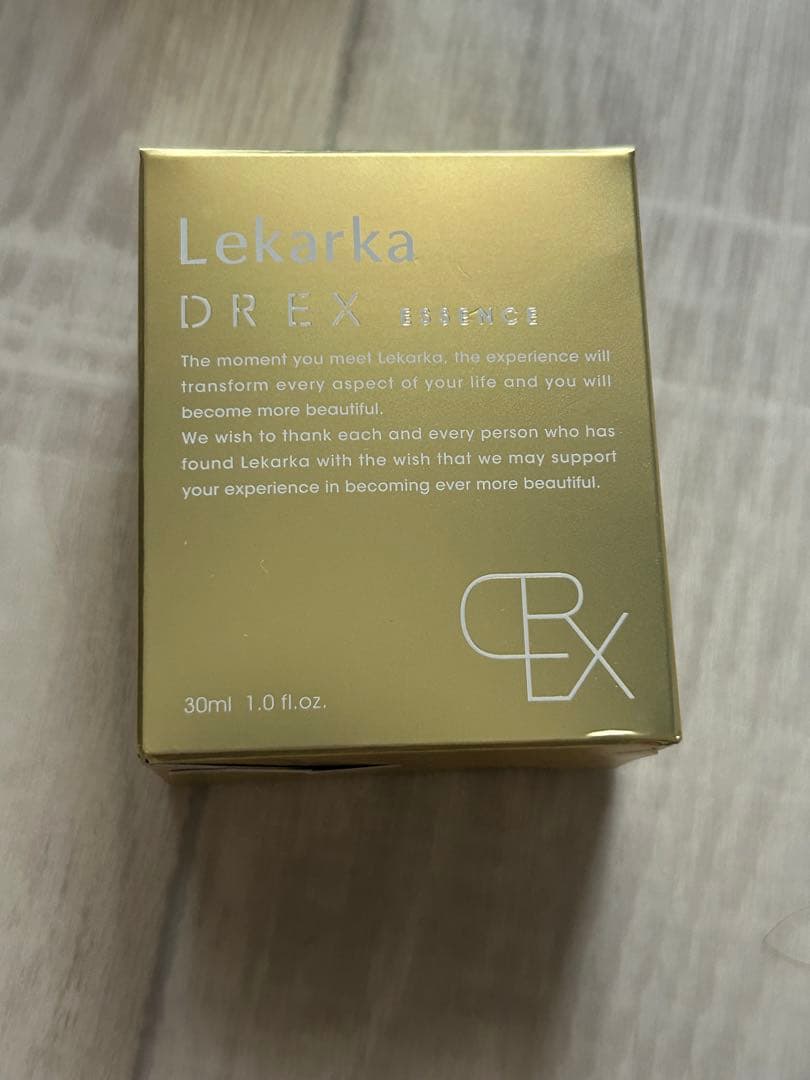 Lekarka
DREX ESSENCE
The moment you meet Lekarka, the experience will
transform every aspect of your life and you will
become more beautiful.
We wish to thank each and every person who has
found Lekarka with the wish that we may support
your experience in becoming ever more beautiful.
DREX
30ml 1.0 fl.oz.